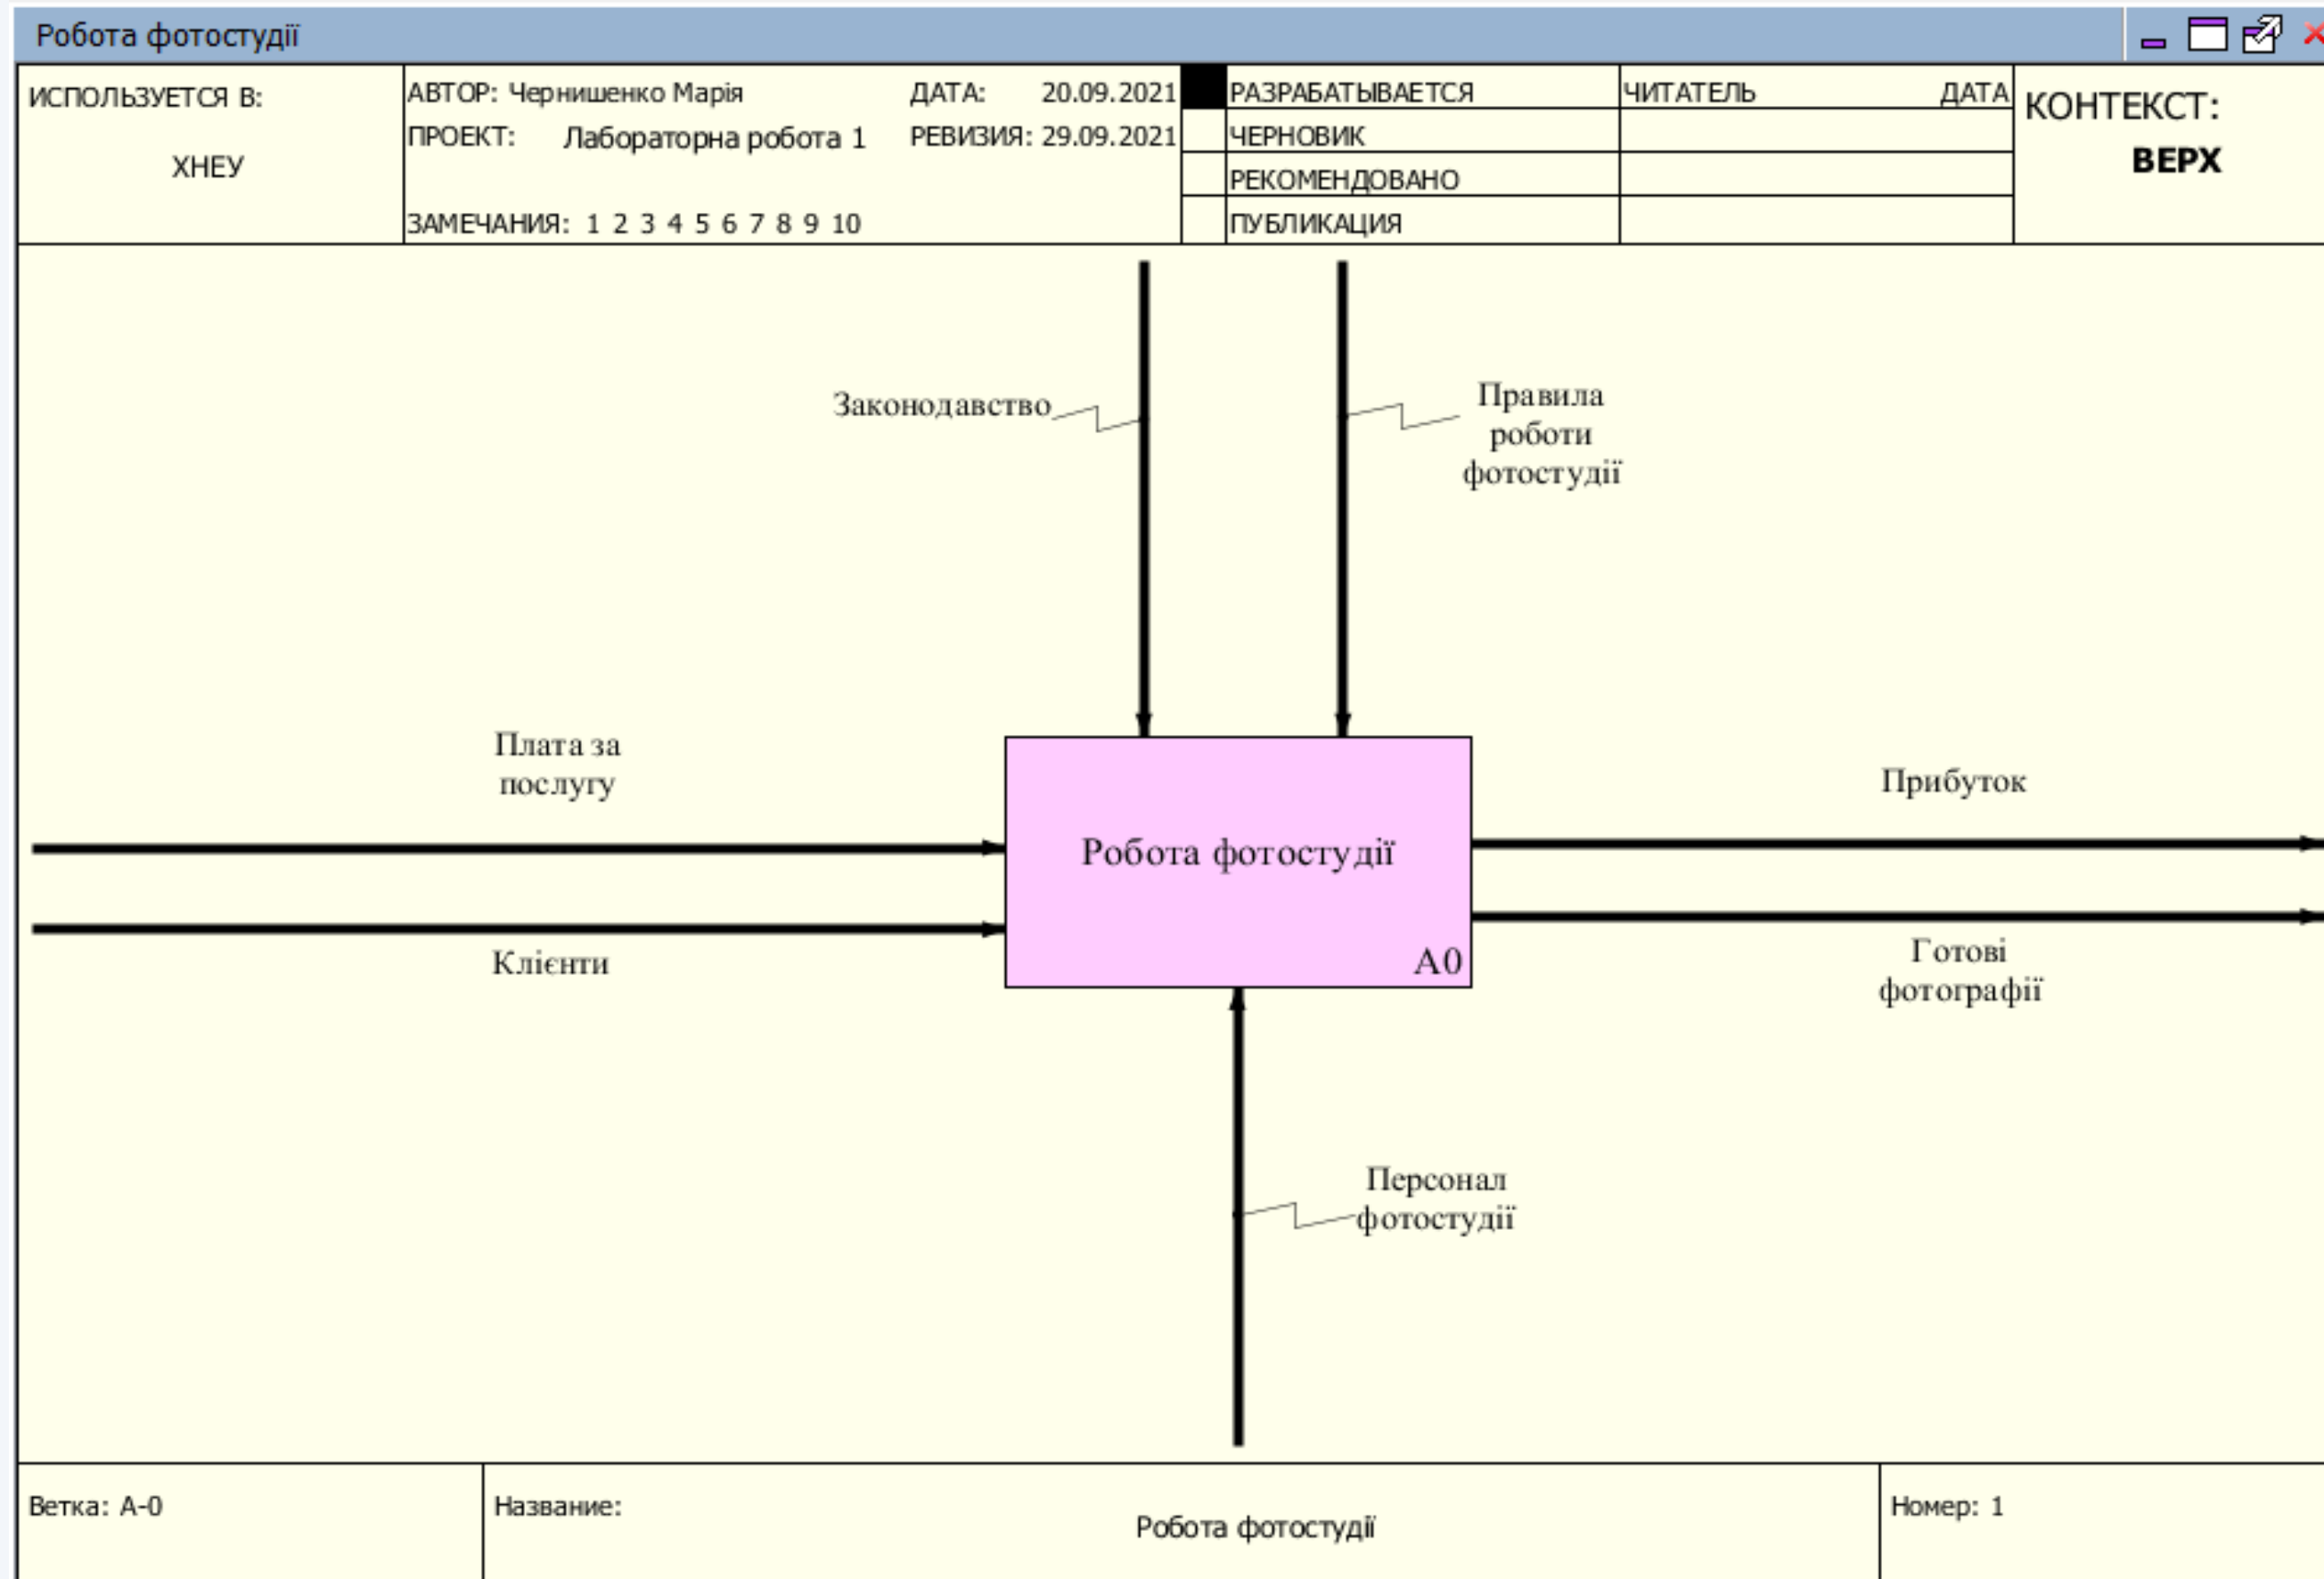 Робота фотостудії
ИСПОЛЬЗУЕТСЯ В:
ХНЕУ
АВТОР: Чернишенко Марія
ДАТА: 20.09.2021
ПРОЕКТ: Лабораторна робота 1
РЕВИЗИЯ: 29.09.2021
ЗАМЕЧАНИЯ: 1 2 3 4 5 6 7 8 9 10
РАЗРАБАТЫВАЕТСЯ
ЧЕРНОВИК
РЕКОМЕНДОВАНО
ПУБЛИКАЦИЯ
ЧИТАТЕЛЬ ДАТА
КОНТЕКСТ:
ВЕРХ
Законодавство
Правила
роботи
фотостудії
Плата за
послугу
Клієнти
Робота фотостудії
A0
Прибуток
Готові
фотографії
Персонал
фотостудії
Ветка: A-0
Название:
Робота фотостудії
Номер: 1